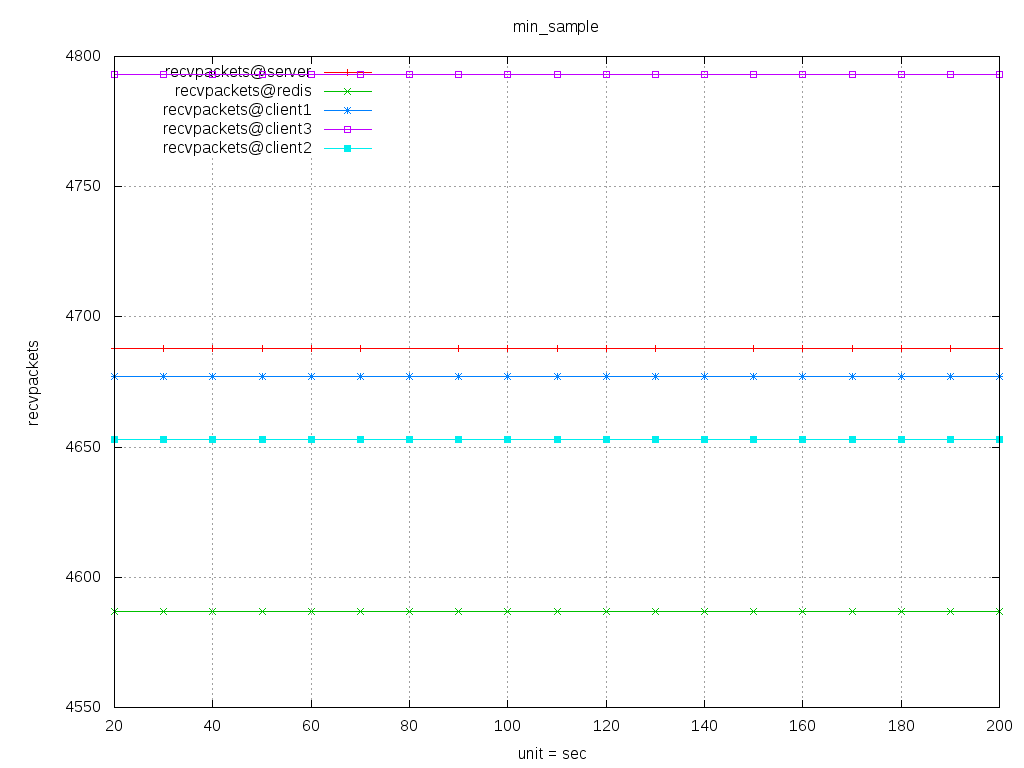 min_sample
4800
4750
4700
4650
4600
4550
recvpackets
recvpackets@server
recvpackets@redis
recvpackets@client1
recvpackets@client3
recvpackets@client2
20 40 60 80 100 120 140 160 180 200
unit = sec